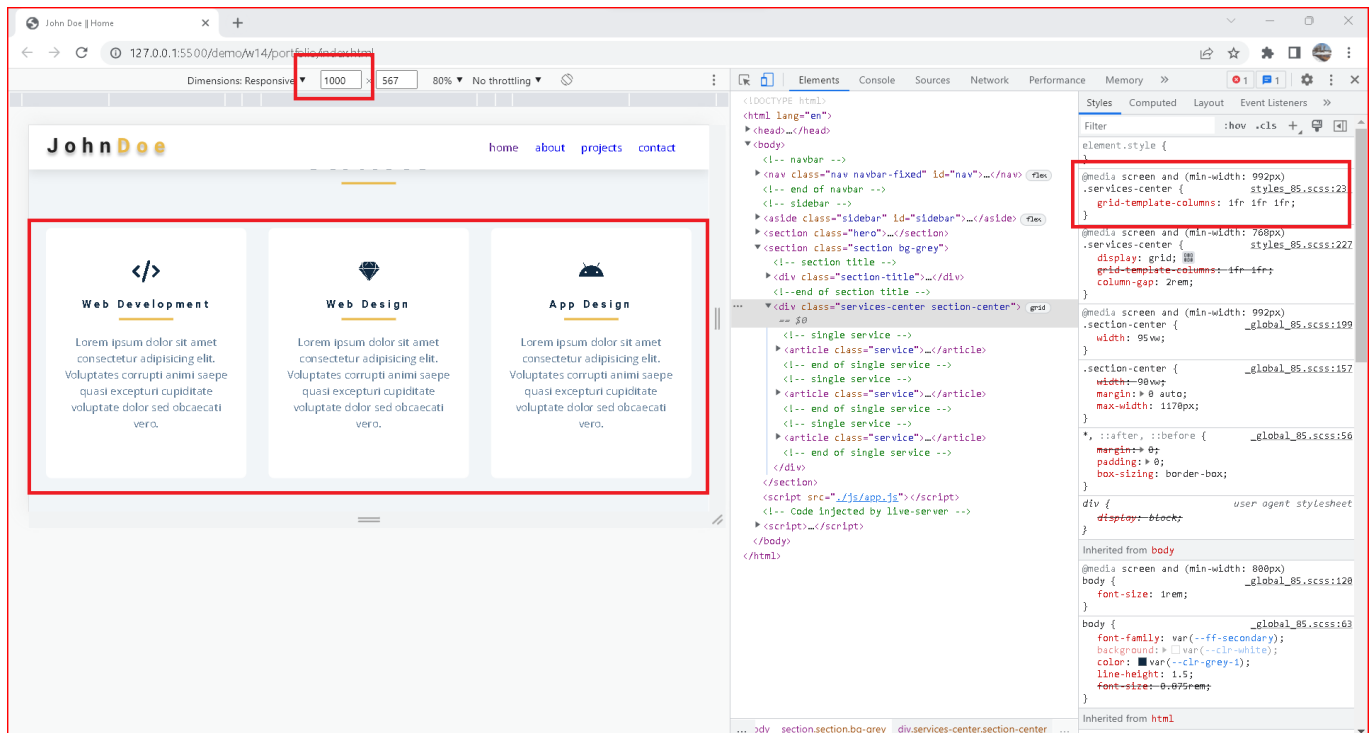 John Doe || Home
127.0.0.1:5500/demo/w14/portfolio/index.html
Dimensions: Responsive ▼ 1000 × 567 80% ▼ No throttling ▼
JohnDoe
home about projects contact
Web Development
Web Design
App Design
Lorem ipsum dolor sit amet
consectetur adipisicing elit.
Voluptates corrupti animi saepe
quasi excepturi cupiditate
voluptate dolor sed obcaecati
vero.
Lorem ipsum dolor sit amet
consectetur adipisicing elit.
Voluptates corrupti animi saepe
quasi excepturi cupiditate
voluptate dolor sed obcaecati
vero.
Lorem ipsum dolor sit amet
consectetur adipisicing elit.
Voluptates corrupti animi saepe
quasi excepturi cupiditate
voluptate dolor sed obcaecati
vero.
Elements Console Sources Network Performance Memory » 1 1
<!DOCTYPE html>
<html lang="en">
<head>…</head>
<body>
<!-- navbar -->
<nav class="nav navbar-fixed" id="nav">…</nav> flex
<!-- end of navbar -->
<!-- sidebar -->
<aside class="sidebar" id="sidebar">…</aside> flex
<section class="hero">…</section>
<section class="section bg-grey">
<!-- section title -->
<div class="section-title">…</div>
<!--end of section title -->
<div class="services-center section-center"> grid
== $0
<!-- single service -->
<article class="service">…</article>
<!-- end of single service -->
<!-- single service -->
<article class="service">…</article>
<!-- end of single service -->
<!-- single service -->
<article class="service">…</article>
<!-- end of single service -->
</div>
</section>
<script src="./js/app.js"></script>
<!-- Code injected by live-server -->
<script>…</script>
</body>
</html>
… body section.section.bg-grey div.services-center.section-center …
Styles Computed Layout Event Listeners »
Filter :hov .cls +
element.style {
}
@media screen and (min-width: 992px)
.services-center { styles_85.scss:23
grid-template-columns: 1fr 1fr 1fr;
}
@media screen and (min-width: 768px)
.services-center { styles_85.scss:227
display: grid;
grid-template-columns: 1fr 1fr;
column-gap: 2rem;
}
@media screen and (min-width: 992px)
.section-center { _global_85.scss:199
width: 95vw;
}
.section-center { _global_85.scss:157
width: 90vw;
margin: 0 auto;
max-width: 1170px;
}
*, ::after, ::before { _global_85.scss:56
margin: 0;
padding: 0;
box-sizing: border-box;
}
div { user agent stylesheet
display: block;
}
Inherited from body
@media screen and (min-width: 800px)
body { _global_85.scss:120
font-size: 1rem;
}
body { _global_85.scss:63
font-family: var(--ff-secondary);
background: var(--clr-white);
color: var(--clr-grey-1);
line-height: 1.5;
font-size: 0.875rem;
}
Inherited from html